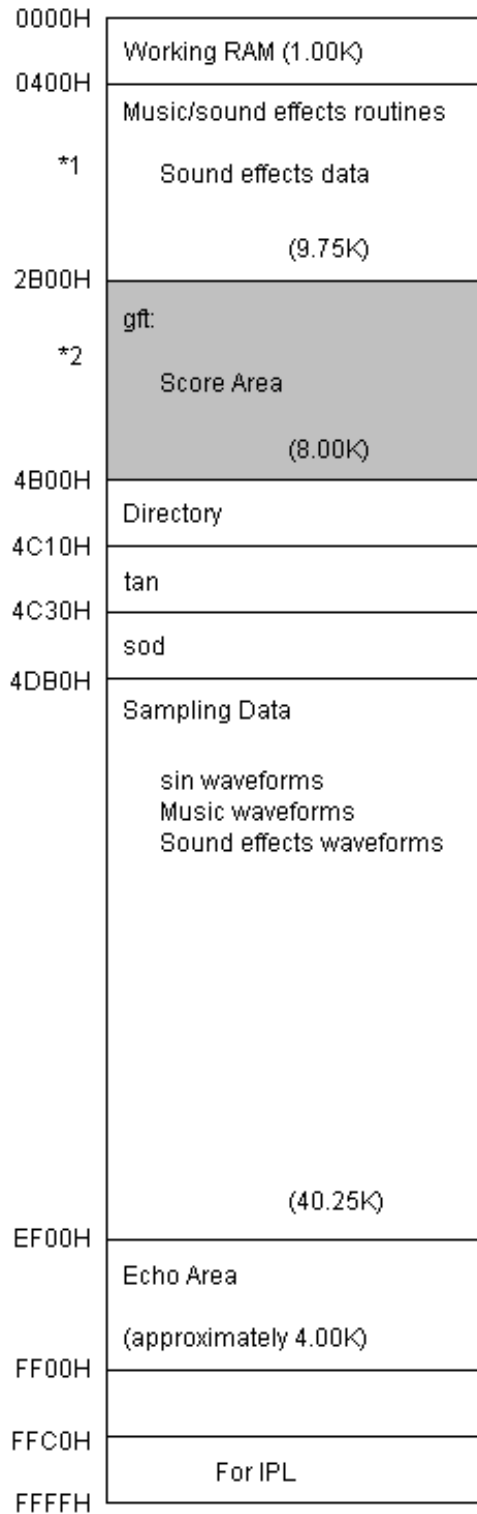 0000H
Working RAM (1.00K)
0400H
Music/sound effects routines
*1
Sound effects data
(9.75K)
2B00H
gft:
*2
Score Area
(8.00K)
4B00H
Directory
4C10H
tan
4C30H
sod
4DB0H
Sampling Data
sin waveforms
Music waveforms
Sound effects waveforms
(40.25K)
EF00H
Echo Area
(approximately 4.00K)
FF00H
FFC0H
For IPL
FFFFH